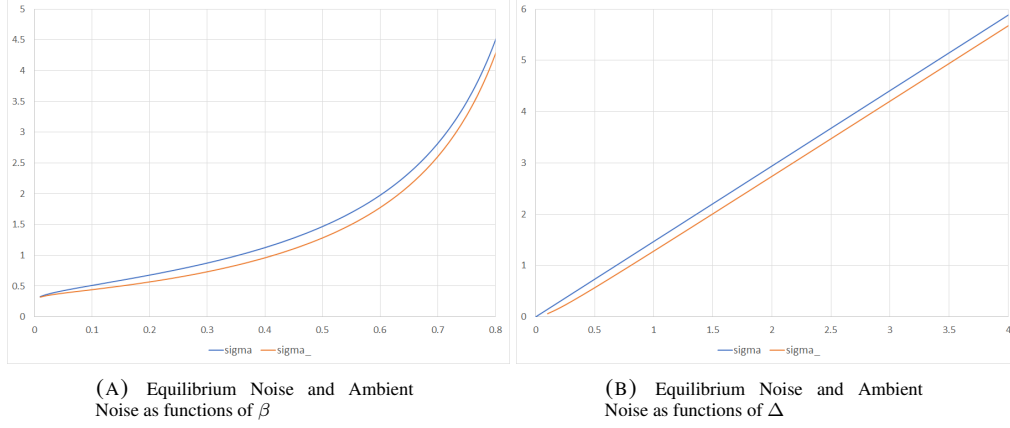 5
4.5
4
3.5
3
2.5
2
1.5
1
0.5
0
0 0.1 0.2 0.3 0.4 0.5 0.6 0.7 0.8
sigma sigma_
(A) Equilibrium Noise and Ambient
Noise as functions of β
6
5
4
3
2
1
0
0 0.5 1 1.5 2 2.5 3 3.5 4
sigma sigma_
(B) Equilibrium Noise and Ambient
Noise as functions of Δ